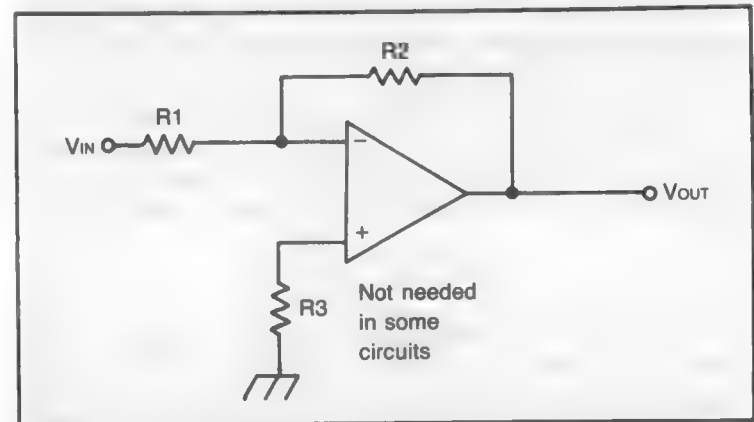 R2
R1
VIN
−
VOUT
+
R3
Not needed
in some
circuits